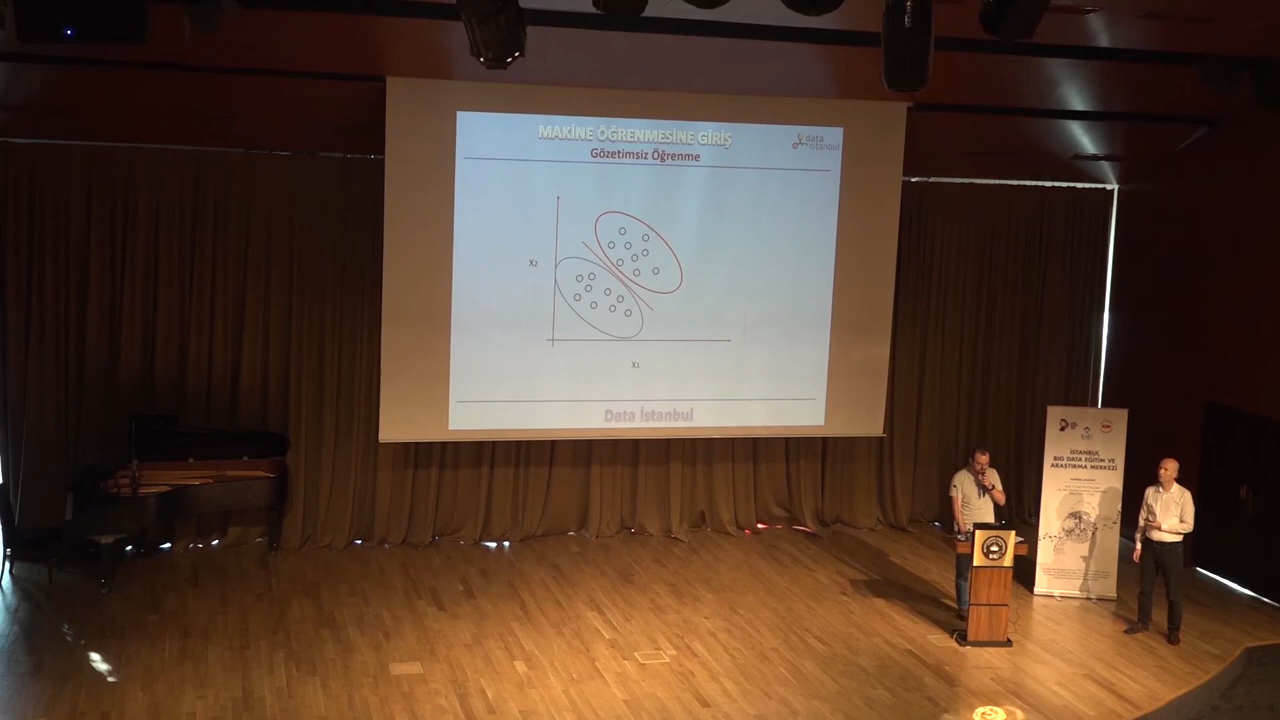 MAKİNE ÖĞRENMESİNE GİRİŞ
data
istanbul
Gözetimsiz Öğrenme
X2
X1
Data İstanbul
İSTANBUL
BIG DATA EĞİTİM VE
ARAŞTIRMA MERKEZİ